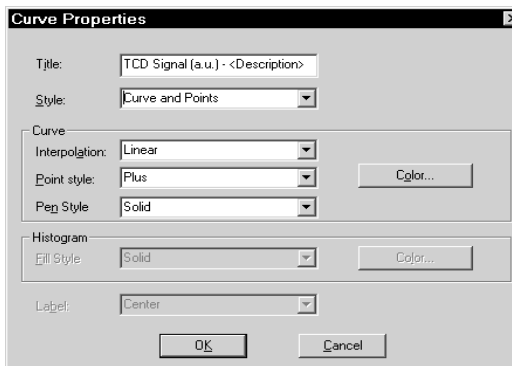 Curve Properties
Title: TCD Signal (a.u.) - <Description>
Style: Curve and Points
Curve
Interpolation: Linear
Point style: Plus
Color...
Pen Style Solid
Histogram
Fill Style Solid Color...
Label: Center
OK Cancel